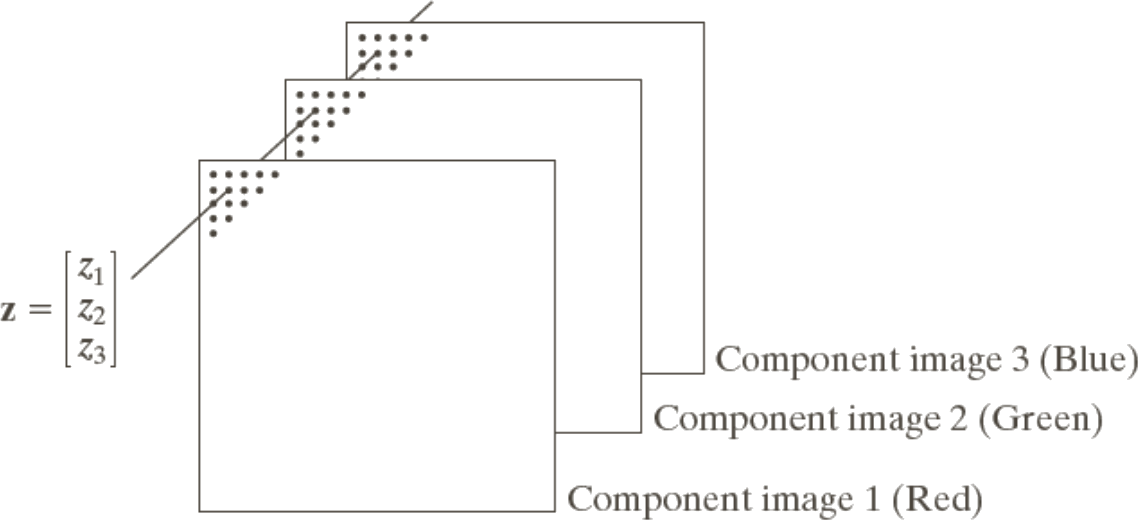 z = [z1 z2 z3]
Component image 3 (Blue)
Component image 2 (Green)
Component image 1 (Red)